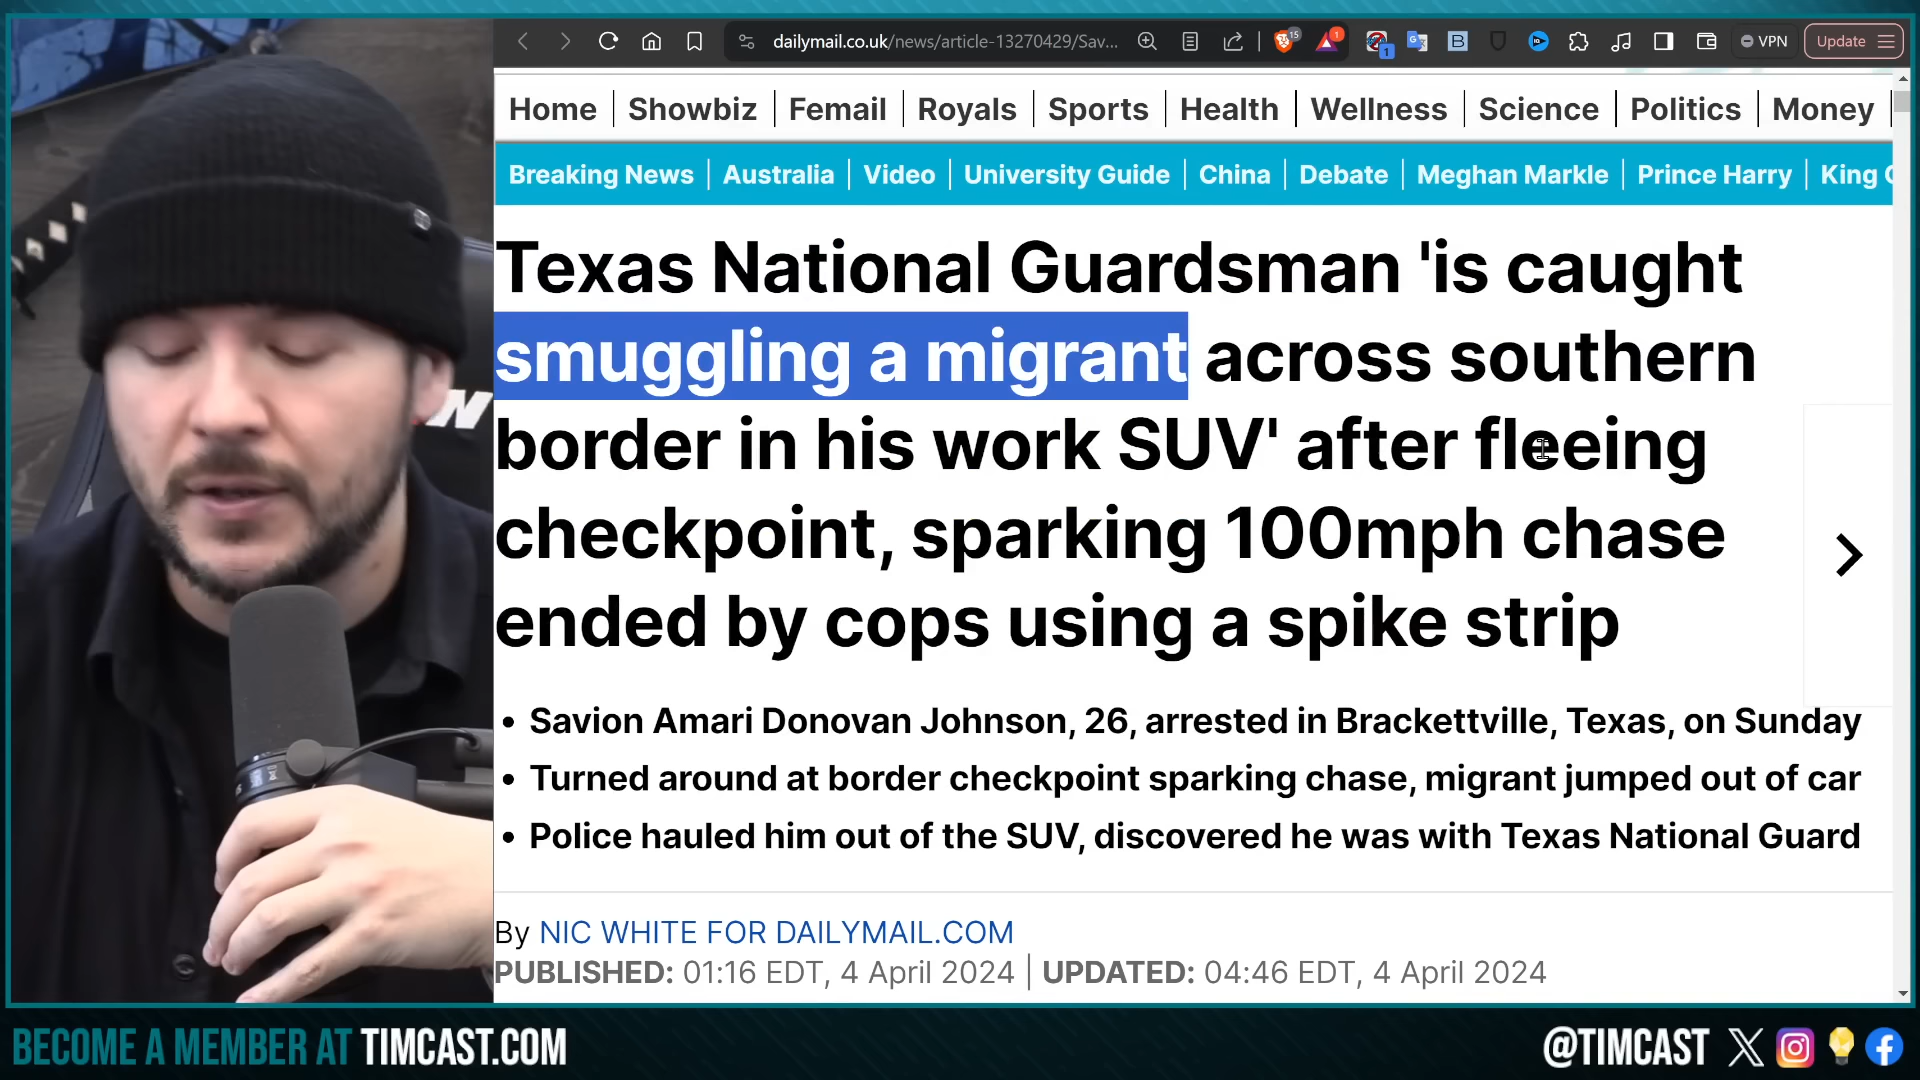 dailymail.co.uk/news/article-13270429/Sav...
15
1
1
VPN
Update
Home
Showbiz
Femail
Royals
Sports
Health
Wellness
Science
Politics
Money
Breaking News
Australia
Video
University Guide
China
Debate
Meghan Markle
Prince Harry
King
Texas National Guardsman 'is caught
smuggling a migrant across southern
border in his work SUV' after fleeing
checkpoint, sparking 100mph chase
ended by cops using a spike strip
• Savion Amari Donovan Johnson, 26, arrested in Brackettville, Texas, on Sunday
• Turned around at border checkpoint sparking chase, migrant jumped out of car
• Police hauled him out of the SUV, discovered he was with Texas National Guard
By NIC WHITE FOR DAILYMAIL.COM
PUBLISHED: 01:16 EDT, 4 April 2024 | UPDATED: 04:46 EDT, 4 April 2024
BECOME A MEMBER AT TIMCAST.COM
@TIMCAST